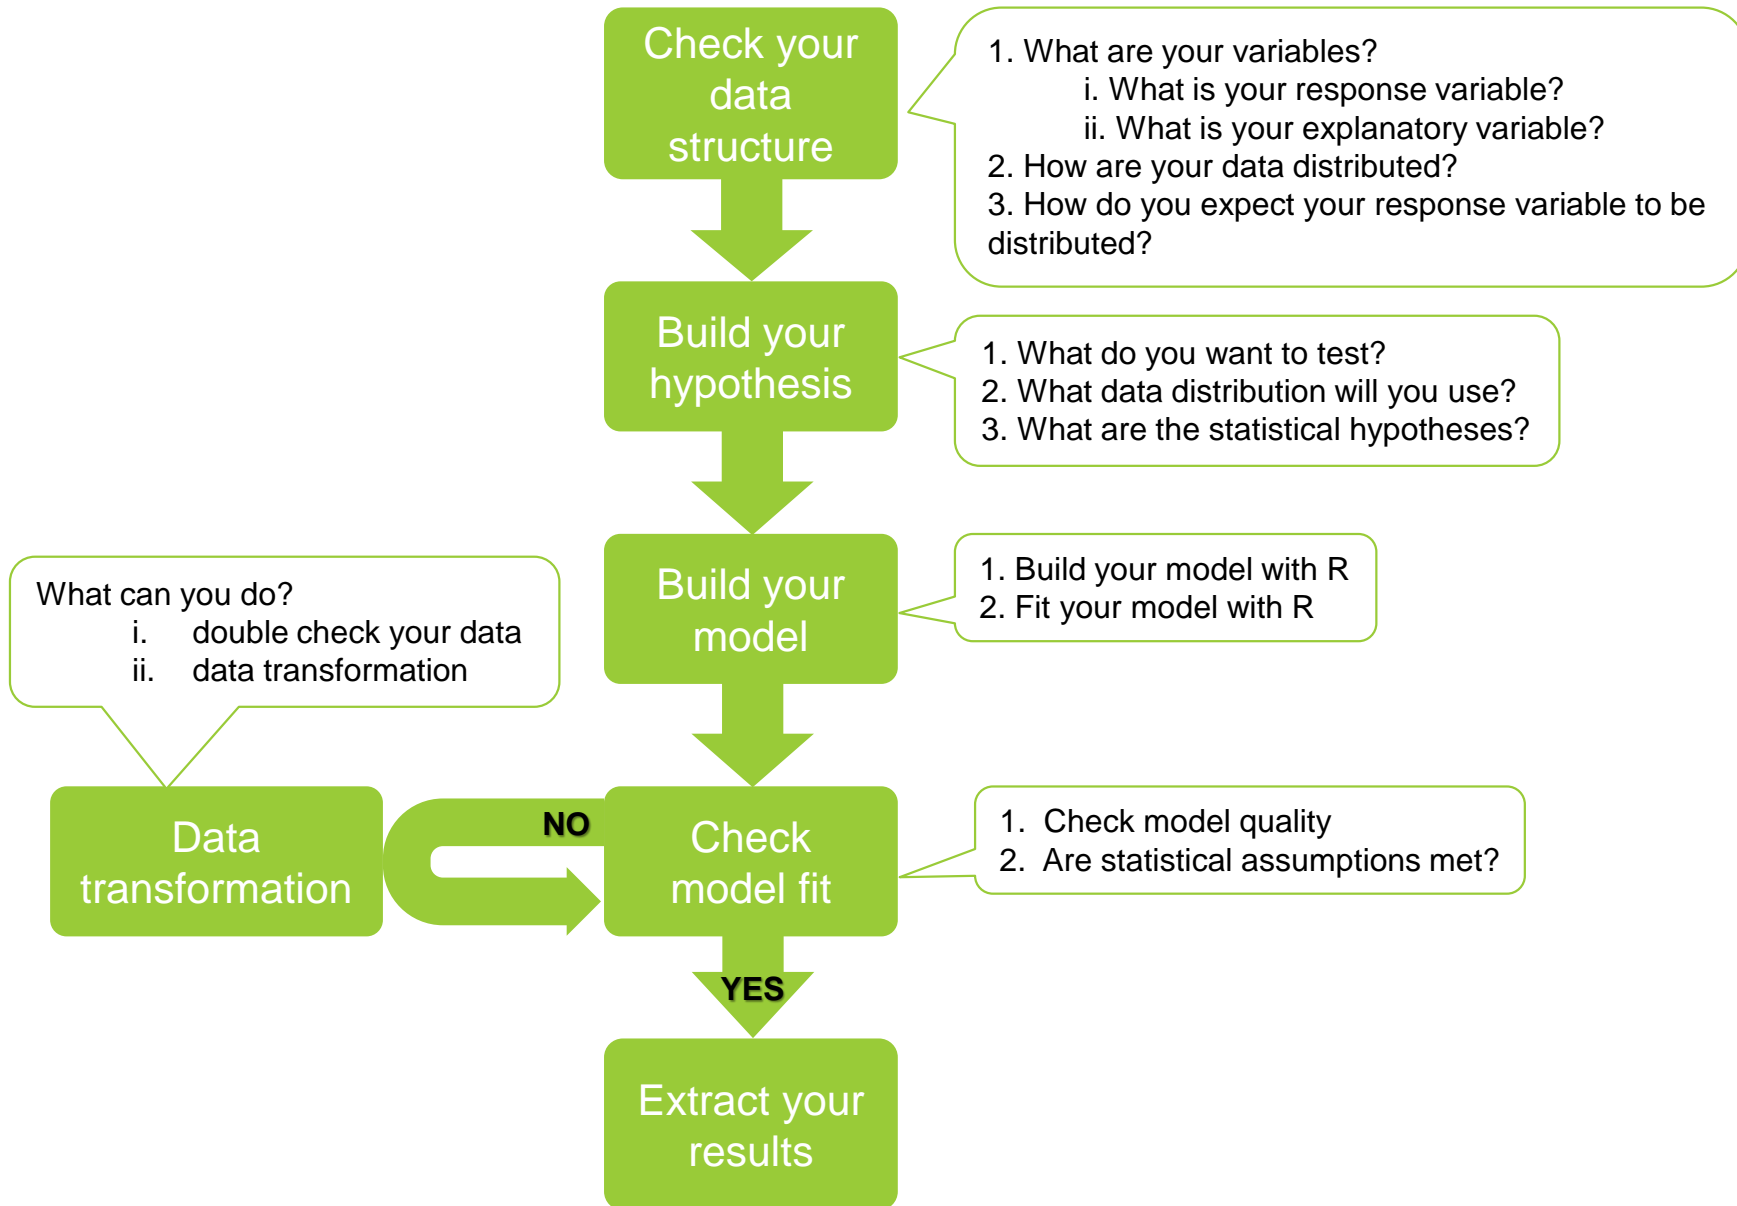 Check your
data
structure
1. What are your variables?
i. What is your response variable?
ii. What is your explanatory variable?
2. How are your data distributed?
3. How do you expect your response variable to be
distributed?
Build your
hypothesis
1. What do you want to test?
2. What data distribution will you use?
3. What are the statistical hypotheses?
Build your
model
1. Build your model with R
2. Fit your model with R
What can you do?
i. double check your data
ii. data transformation
Data
transformation
NO
Check
model fit
1. Check model quality
2. Are statistical assumptions met?
YES
Extract your
results